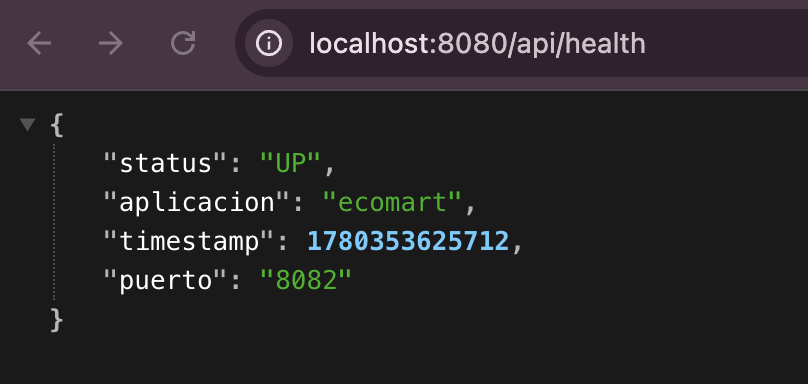 localhost:8080/api/health
{
"status": "UP",
"aplicacion": "ecomart",
"timestamp": 1780353625712,
"puerto": "8082"
}